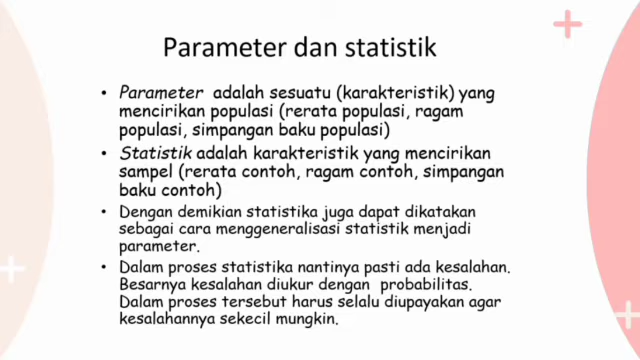 Parameter dan statistik
• Parameter adalah sesuatu (karakteristik) yang
mencirikan populasi (rerata populasi, ragam
populasi, simpangan baku populasi)
• Statistik adalah karakteristik yang mencirikan
sampel (rerata contoh, ragam contoh, simpangan
baku contoh)
• Dengan demikian statistika juga dapat dikatakan
sebagai cara menggeneralisasi statistik menjadi
parameter.
• Dalam proses statistika nantinya pasti ada kesalahan.
Besarnya kesalahan diukur dengan probabilitas.
Dalam proses tersebut harus selalu diupayakan agar
kesalahannya sekecil mungkin.